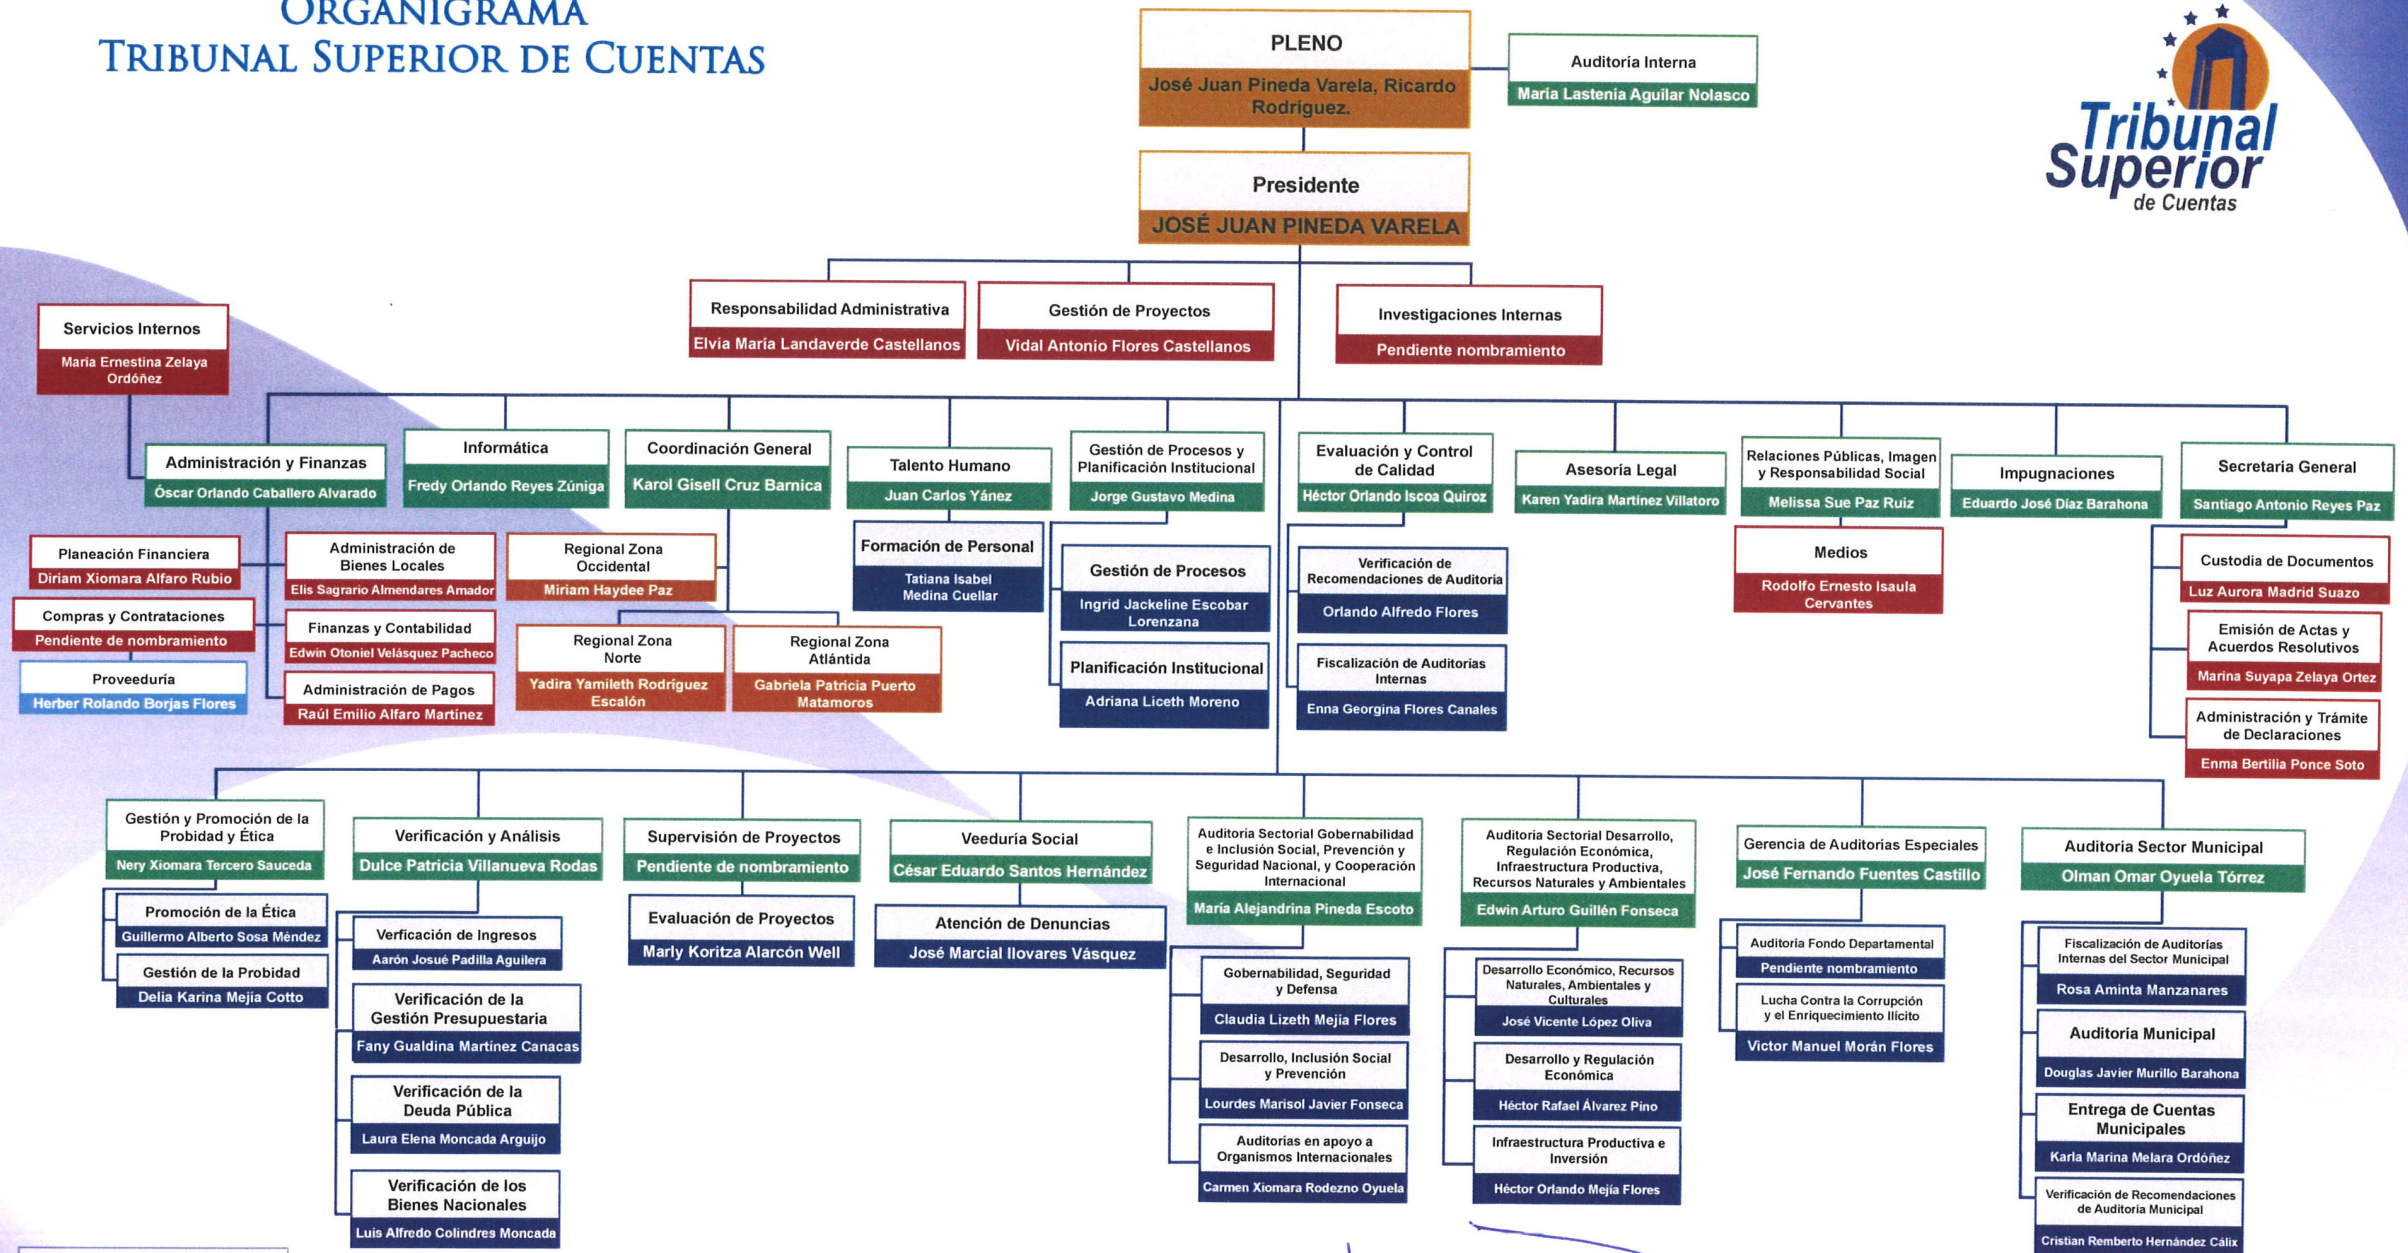 ORGANIGRAMA
TRIBUNAL SUPERIOR DE CUENTAS
PLENO
José Juan Pineda Varela, Ricardo
Rodríguez.
Auditoria Interna
María Lastenia Aguilar Nolasco
Tribunal
Superior
de Cuentas
Presidente
JOSÉ JUAN PINEDA VARELA
Responsabilidad Administrativa
Elvia María Landaverde Castellanos
Gestión de Proyectos
Vidal Antonio Flores Castellanos
Investigaciones Internas
Pendiente nombramiento
Servicios Internos
María Ernestina Zelaya
Ordóñez
Administración y Finanzas
Óscar Orlando Caballero Alvarado
Informática
Fredy Orlando Reyes Zúniga
Coordinación General
Karol Gisell Cruz Barnica
Talento Humano
Juan Carlos Yánez
Gestión de Procesos y
Planificación Institucional
Jorge Gustavo Medina
Evaluación y Control
de Calidad
Héctor Orlando Iscoa Quiroz
Asesoria Legal
Karen Yadira Martínez Villatoro
Relaciones Públicas, Imagen
y Responsabilidad Social
Melissa Sue Paz Ruiz
Impugnaciones
Eduardo José Díaz Barahona
Secretaria General
Santiago Antonio Reyes Paz
Planeación Financiera
Diriam Xiomara Alfaro Rubio
Compras y Contrataciones
Pendiente de nombramiento
Proveeduria
Herber Rolando Borjas Flores
Administración de
Bienes Locales
Elis Sagrario Almendares Amador
Finanzas y Contabilidad
Edwin Otoniel Velásquez Pacheco
Administración de Pagos
Raúl Emilio Alfaro Martínez
Regional Zona
Occidental
Miriam Haydee Paz
Regional Zona
Norte
Yadira Yamileth Rodríguez
Escalón
Regional Zona
Atlántida
Gabriela Patricia Puerto
Matamoros
Formación de Personal
Tatiana Isabel
Medina Cuellar
Gestión de Procesos
Ingrid Jackeline Escobar
Lorenzana
Planificación Institucional
Adriana Liceth Moreno
Verificación de
Recomendaciones de Auditoria
Orlando Alfredo Flores
Fiscalización de Auditorias
Internas
Enna Georgina Flores Canales
Medios
Rodolfo Ernesto Isaula
Cervantes
Custodia de Documentos
Luz Aurora Madrid Suazo
Emisión de Actas y
Acuerdos Resolutivos
Marina Suyapa Zelaya Ortez
Administración y Trámite
de Declaraciones
Enma Bertilia Ponce Soto
Gestión y Promoción de la
Probidad y Ética
Nery Xiomara Tercero Sauceda
Promoción de la Ética
Guillermo Alberto Sosa Méndez
Gestión de la Probidad
Delia Karina Mejía Cotto
Verificación y Análisis
Dulce Patricia Villanueva Rodas
Verficación de Ingresos
Aarón Josué Padilla Aguilera
Verificación de la
Gestión Presupuestaria
Fany Gualdina Martínez Canacas
Verificación de la
Deuda Pública
Laura Elena Moncada Arguijo
Verificación de los
Bienes Nacionales
Luis Alfredo Colindres Moncada
Supervisión de Proyectos
Pendiente de nombramiento
Evaluación de Proyectos
Marly Koritza Alarcón Well
Veeduria Social
César Eduardo Santos Hernández
Atención de Denuncias
José Marcial Ilovares Vásquez
Auditoria Sectorial Gobernabilidad
e Inclusión Social, Prevención y
Seguridad Nacional, y Cooperación
Internacional
María Alejandrina Pineda Escoto
Gobernabilidad, Seguridad
y Defensa
Claudia Lizeth Mejía Flores
Desarrollo, Inclusión Social
y Prevención
Lourdes Marisol Javier Fonseca
Auditorias en apoyo a
Organismos Internacionales
Carmen Xiomara Rodezno Oyuela
Auditoria Sectorial Desarrollo,
Regulación Económica,
Infraestructura Productiva,
Recursos Naturales y Ambientales
Edwin Arturo Guillén Fonseca
Desarrollo Económico, Recursos
Naturales, Ambientales y
Culturales
José Vicente López Oliva
Desarrollo y Regulación
Económica
Héctor Rafael Álvarez Pino
Infraestructura Productiva e
Inversión
Héctor Orlando Mejía Flores
Gerencia de Auditorias Especiales
José Fernando Fuentes Castillo
Auditoria Fondo Departamental
Pendiente nombramiento
Lucha Contra la Corrupción
y el Enriquecimiento Ilícito
Victor Manuel Morán Flores
Auditoria Sector Municipal
Olman Omar Oyuela Tórrez
Fiscalización de Auditorías
Internas del Sector Municipal
Rosa Aminta Manzanares
Auditoría Municipal
Douglas Javier Murillo Barahona
Entrega de Cuentas
Municipales
Karla Marina Melara Ordóñez
Verificación de Recomendaciones
de Auditoria Municipal
Cristian Remberto Hernández Cálix